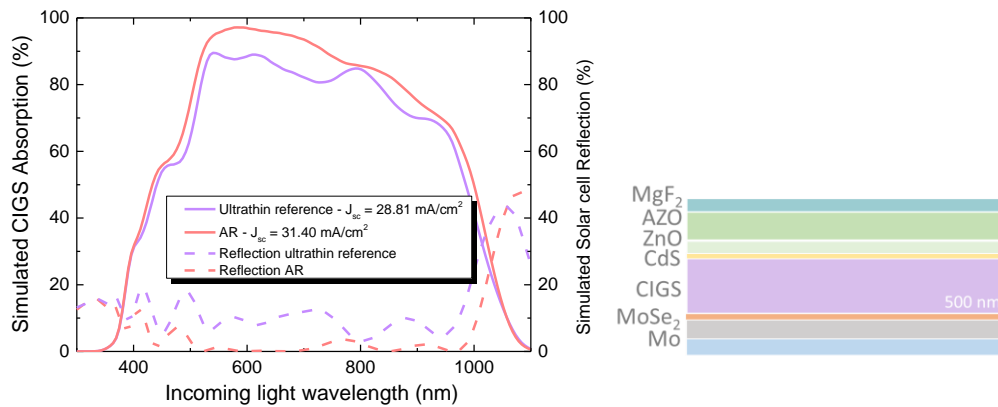 Simulated CIGS Absorption (%)
100
80
60
40
20
0
400
600
800
1000
Incoming light wavelength (nm)
Ultrathin reference - Jsc = 28.81 mA/cm²
AR - Jsc = 31.40 mA/cm²
Reflection ultrathin reference
Reflection AR
100
80
60
40
20
0
Simulated Solar cell Reflection (%)
MgF₂
AZO
ZnO
CdS
CIGS
500 nm
MoSe₂
Mo